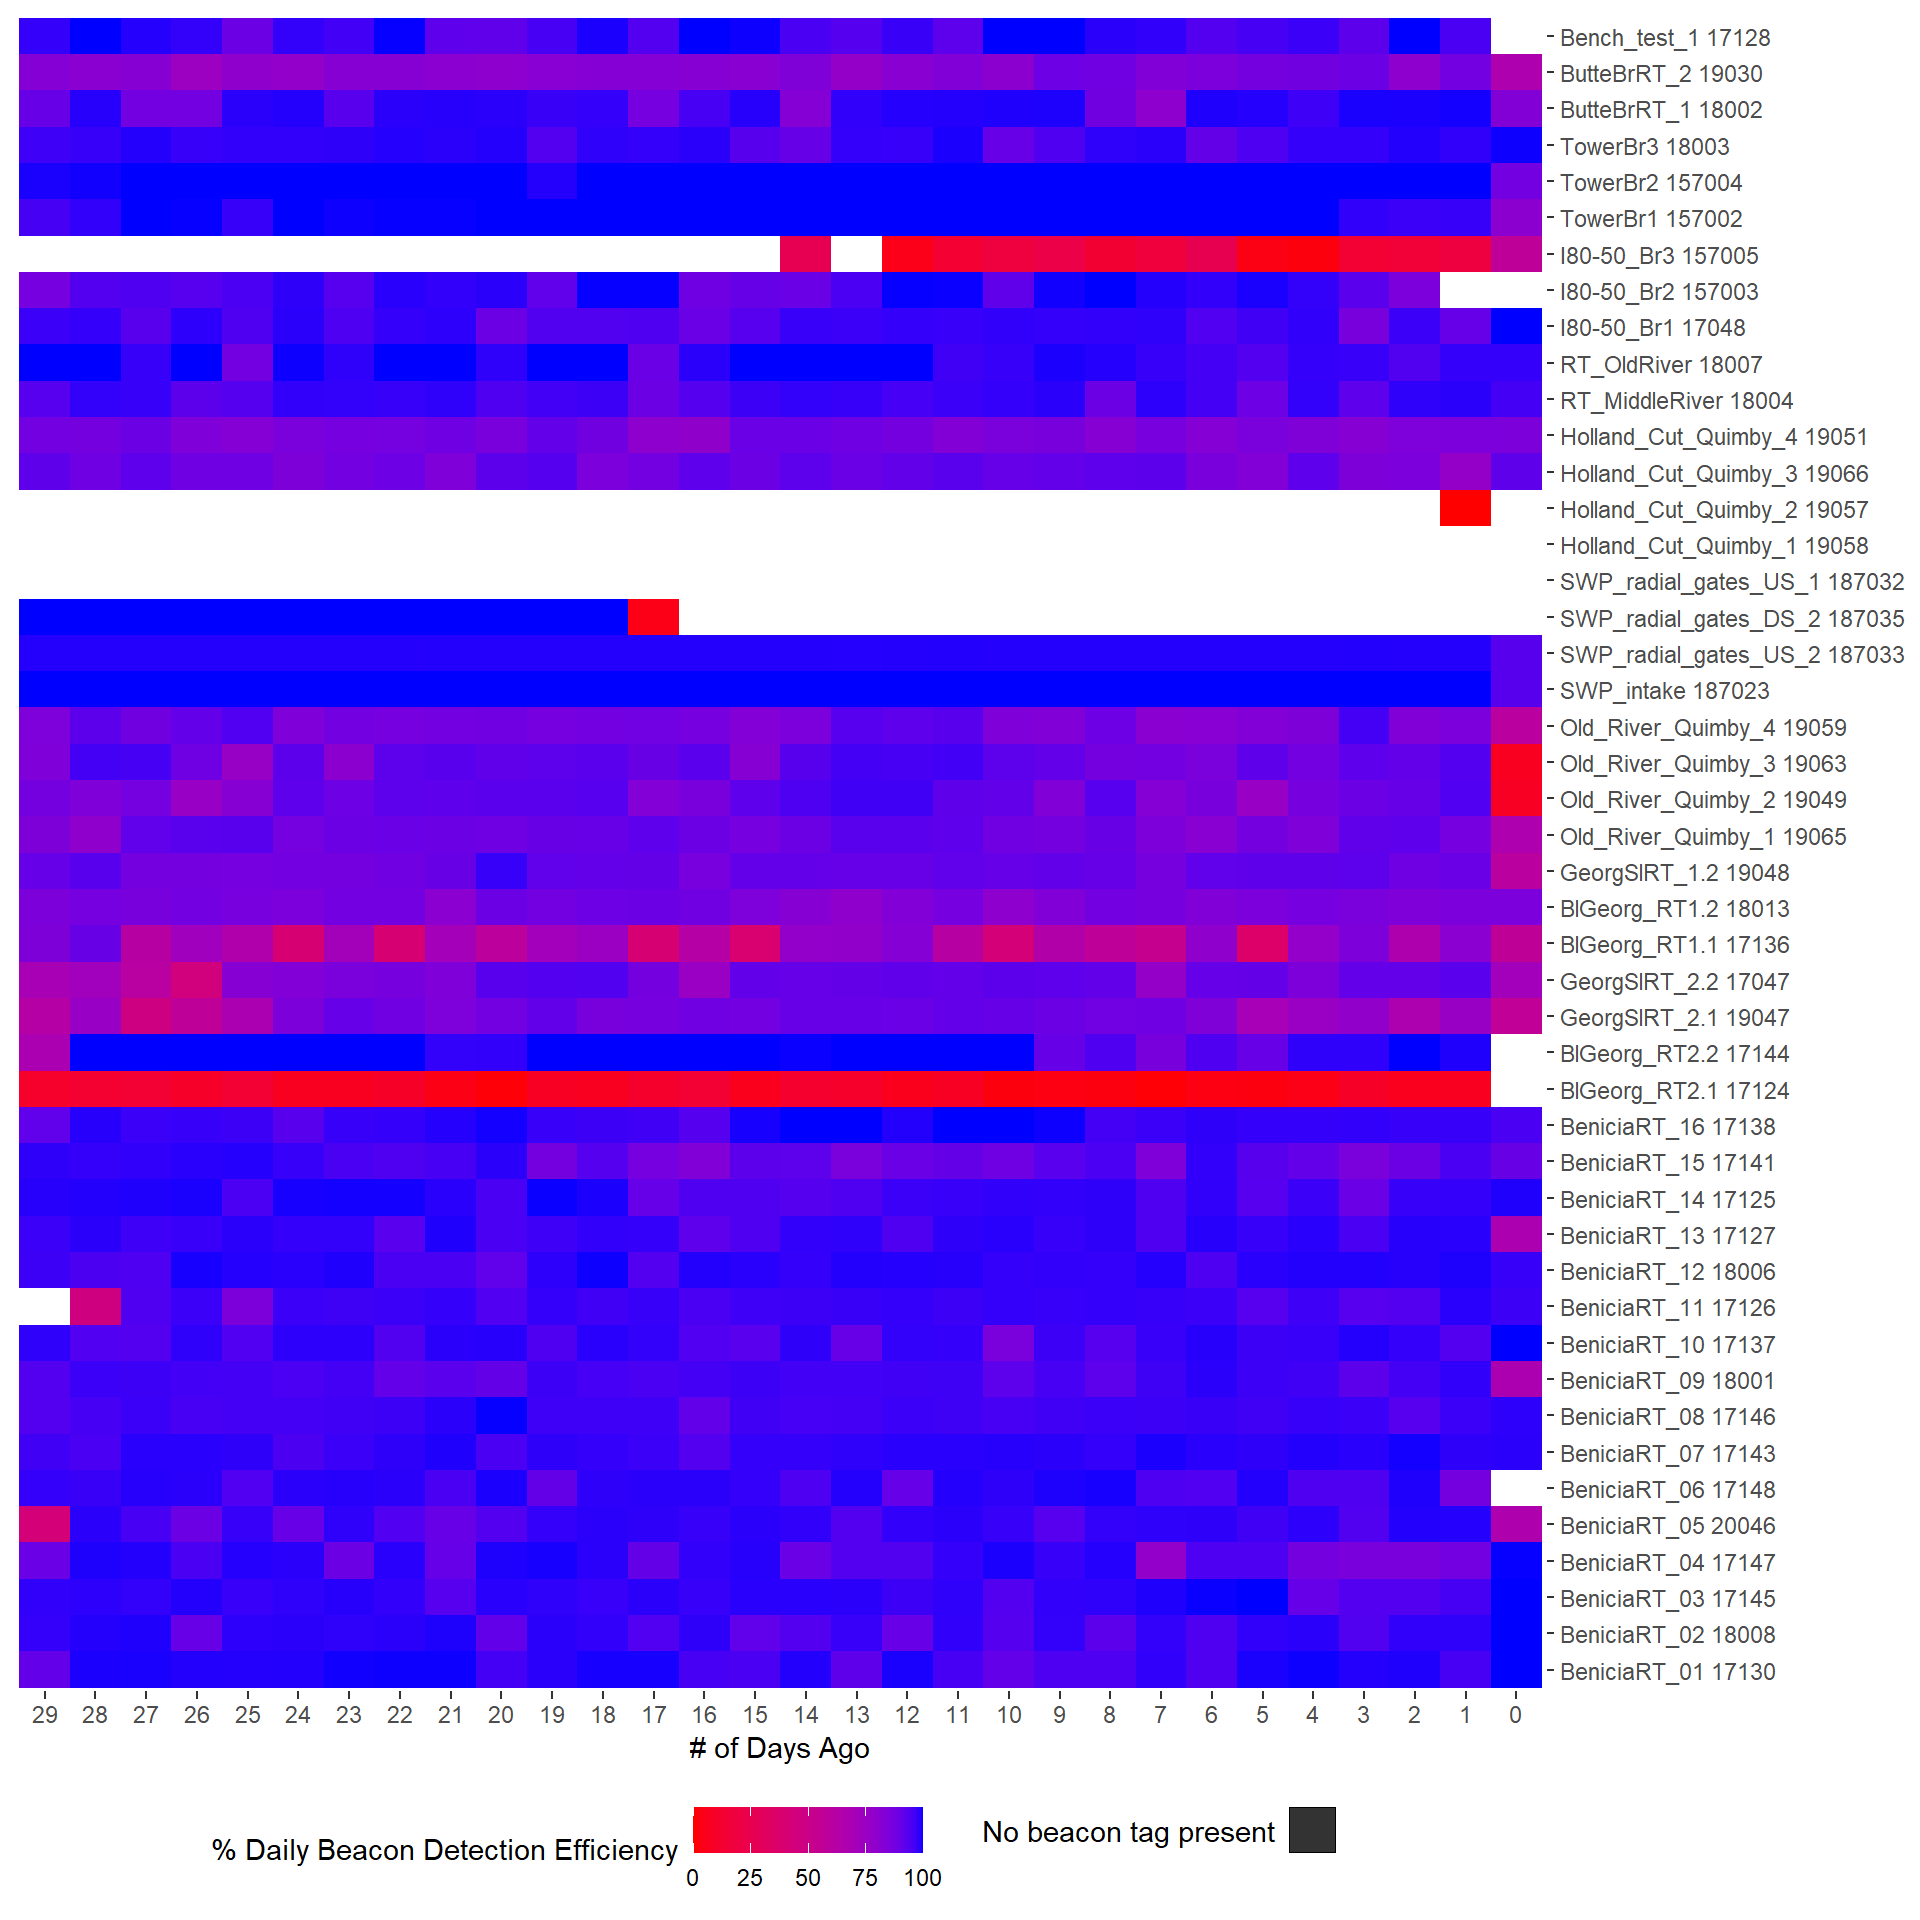 Bench_test_1 17128
ButteBrRT_2 19030
ButteBrRT_1 18002
TowerBr3 18003
TowerBr2 157004
TowerBr1 157002
I80-50_Br3 157005
I80-50_Br2 157003
I80-50_Br1 17048
RT_OldRiver 18007
RT_MiddleRiver 18004
Holland_Cut_Quimby_4 19051
Holland_Cut_Quimby_3 19066
Holland_Cut_Quimby_2 19057
Holland_Cut_Quimby_1 19058
SWP_radial_gates_US_1 187032
SWP_radial_gates_DS_2 187035
SWP_radial_gates_US_2 187033
SWP_intake 187023
Old_River_Quimby_4 19059
Old_River_Quimby_3 19063
Old_River_Quimby_2 19049
Old_River_Quimby_1 19065
GeorgSlRT_1.2 19048
BlGeorg_RT1.2 18013
BlGeorg_RT1.1 17136
GeorgSlRT_2.2 17047
GeorgSlRT_2.1 19047
BlGeorg_RT2.2 17144
BlGeorg_RT2.1 17124
BeniciaRT_16 17138
BeniciaRT_15 17141
BeniciaRT_14 17125
BeniciaRT_13 17127
BeniciaRT_12 18006
BeniciaRT_11 17126
BeniciaRT_10 17137
BeniciaRT_09 18001
BeniciaRT_08 17146
BeniciaRT_07 17143
BeniciaRT_06 17148
BeniciaRT_05 20046
BeniciaRT_04 17147
BeniciaRT_03 17145
BeniciaRT_02 18008
BeniciaRT_01 17130
29 28 27 26 25 24 23 22 21 20 19 18 17 16 15 14 13 12 11 10 9 8 7 6 5 4 3 2 1 0
# of Days Ago
% Daily Beacon Detection Efficiency
0 25 50 75 100
No beacon tag present